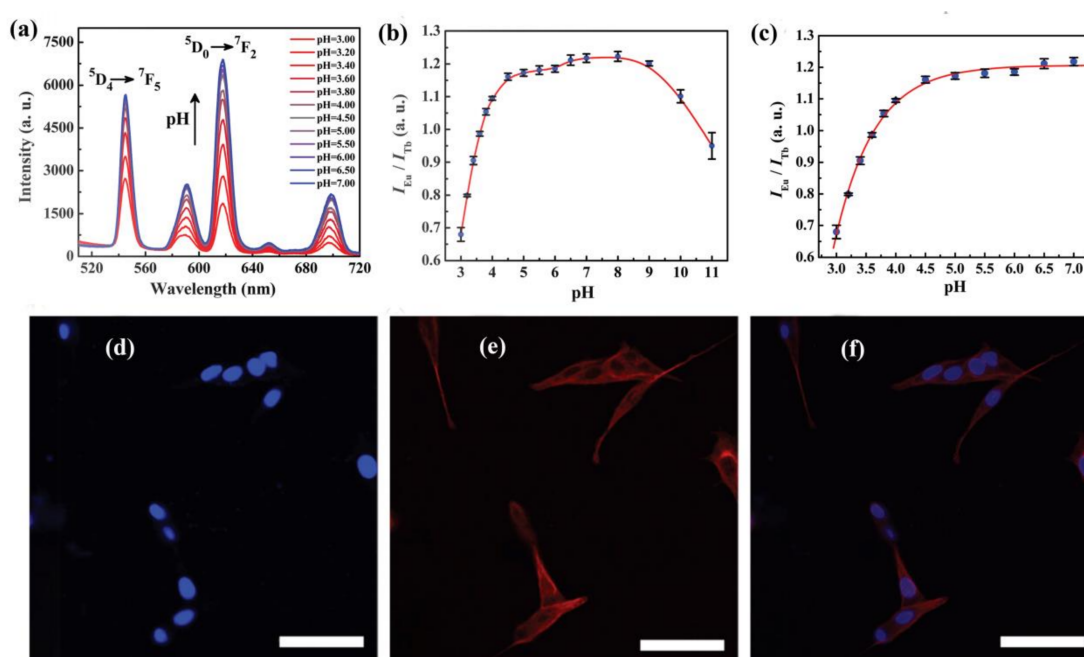 (a)
7500
6000
4500
3000
1500
0
Intensity (a. u.)
⁵D₄→⁷F₅
⁵D₀→⁷F₂
pH
pH=3.00
pH=3.20
pH=3.40
pH=3.60
pH=3.80
pH=4.00
pH=4.50
pH=5.00
pH=5.50
pH=6.00
pH=6.50
pH=7.00
520 560 600 640 680 720
Wavelength (nm)
(b)
1.3
1.2
1.1
1.0
0.9
0.8
0.7
0.6
I_Eu / I_Tb (a. u.)
3 4 5 6 7 8 9 10 11
pH
(c)
1.3
1.2
1.1
1.0
0.9
0.8
0.7
0.6
I_Eu / I_Tb (a. u.)
3.0 3.5 4.0 4.5 5.0 5.5 6.0 6.5 7.0
pH
(d)
(e)
(f)